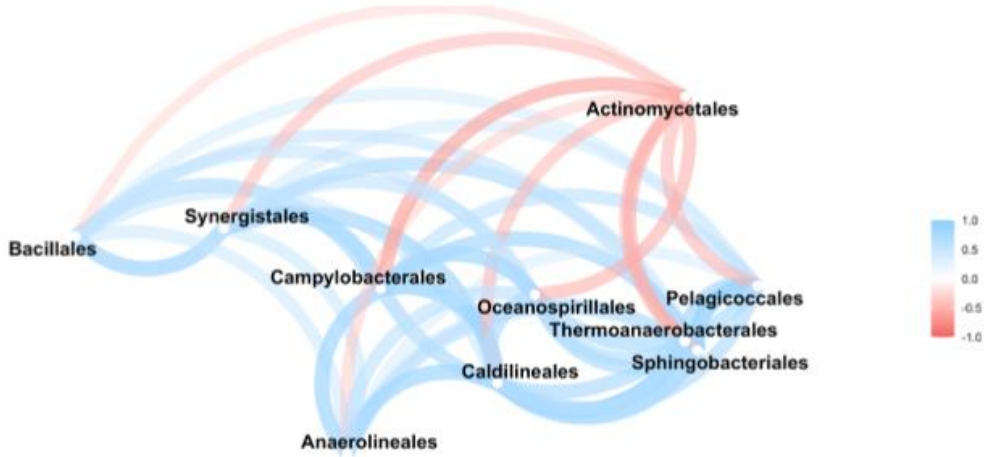 Actinomycetales
Synergistales
Bacillales
Campylobacterales
Oceanospirillales
Pelagicoccales
Thermoanaerobacterales
Sphingobacteriales
Caldilineales
Anaerolineales
1.0
0.5
0.0
-0.5
-1.0